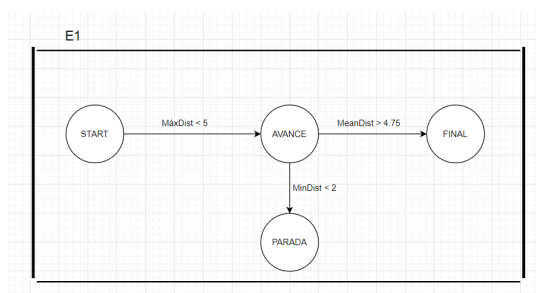 E1
MáxDist < 5
MeanDist > 4.75
START
AVANCE
FINAL
MinDist < 2
PARADA